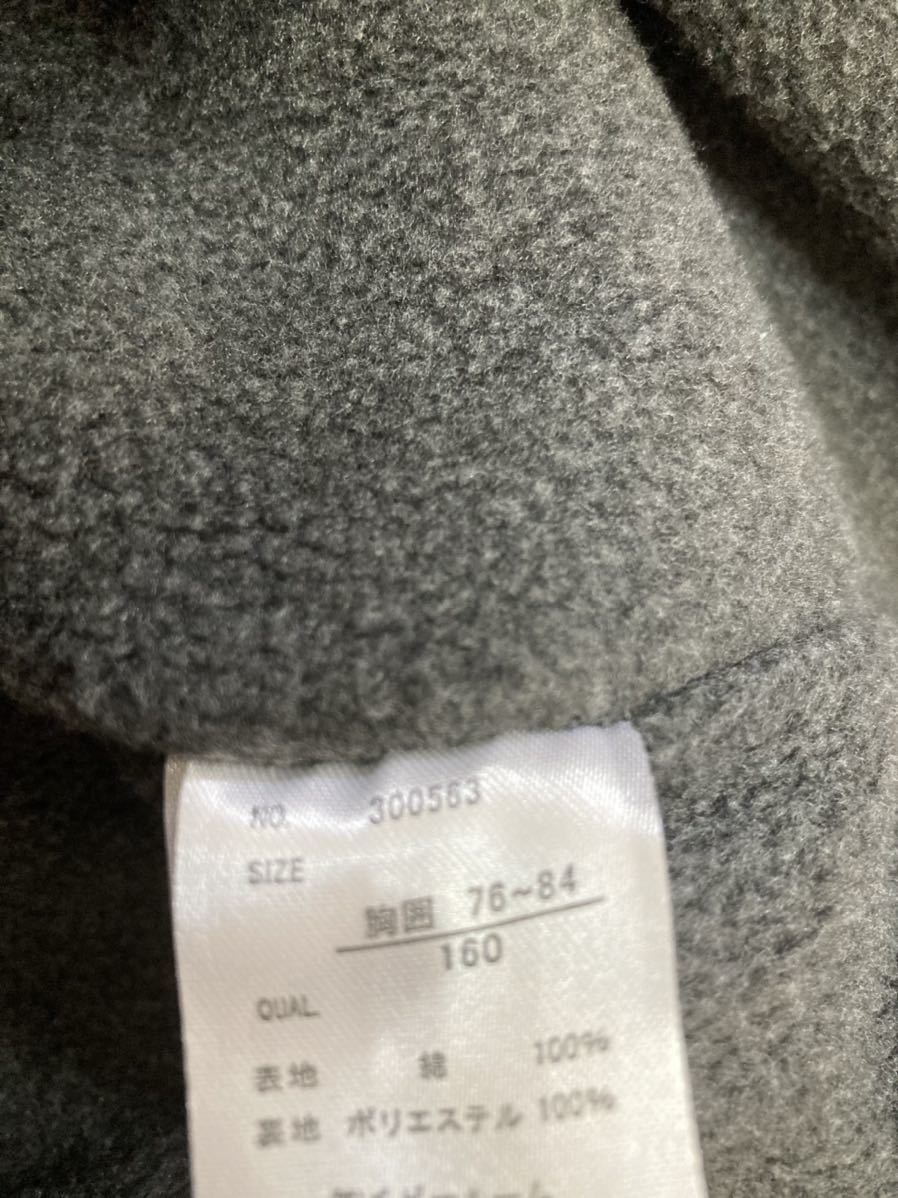 NO. 300563
SIZE
胸囲 76~84
160
QUAL
表地 綿 100%
裏地 ポリエステル 100%